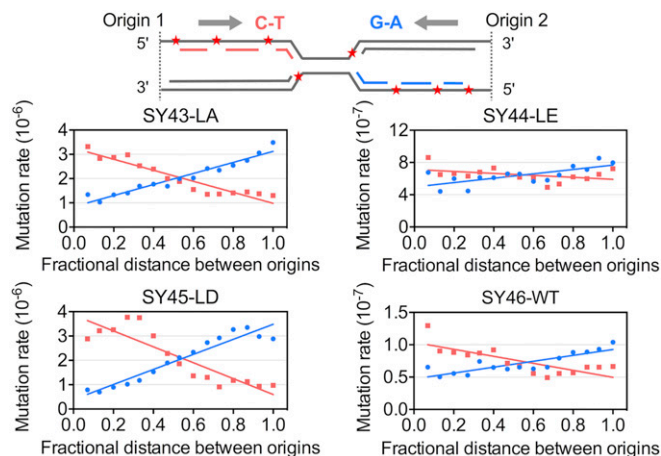 Origin 1 C-T G-A Origin 2
5' 3'
3' 5'
SY43-LA
Mutation rate (10⁻⁶)
4
3
2
1
0
0.0 0.2 0.4 0.6 0.8 1.0
Fractional distance between origins
SY44-LE
Mutation rate (10⁻⁷)
12
9
6
3
0
0.0 0.2 0.4 0.6 0.8 1.0
Fractional distance between origins
SY45-LD
Mutation rate (10⁻⁶)
4
3
2
1
0
0.0 0.2 0.4 0.6 0.8 1.0
Fractional distance between origins
SY46-WT
Mutation rate (10⁻⁷)
1.5
1.0
0.5
0.0
0.0 0.2 0.4 0.6 0.8 1.0
Fractional distance between origins